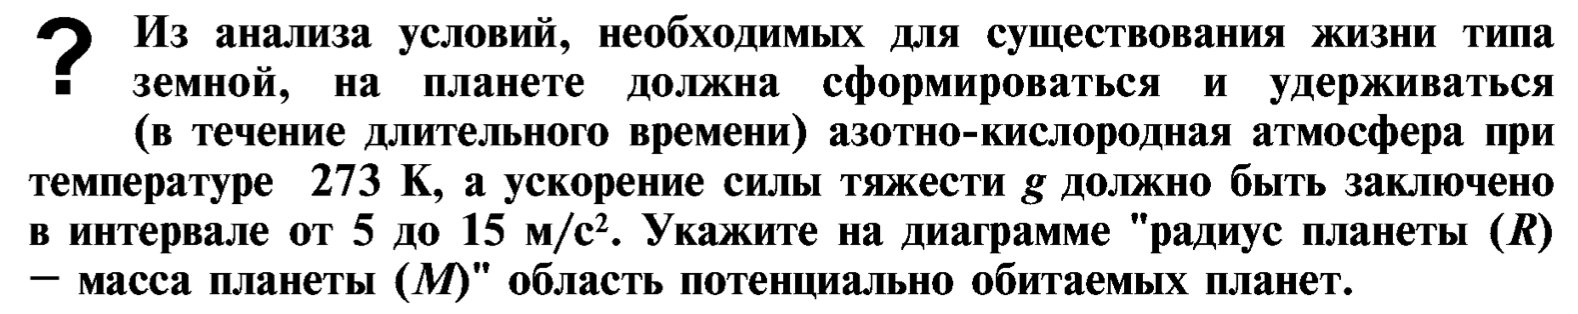 ? Из анализа условий, необходимых для существования жизни типа
земной, на планете должна сформироваться и удерживаться
(в течение длительного времени) азотно-кислородная атмосфера при
температуре 273 К, а ускорение силы тяжести g должно быть заключено
в интервале от 5 до 15 м/с². Укажите на диаграмме "радиус планеты (R)
— масса планеты (M)" область потенциально обитаемых планет.